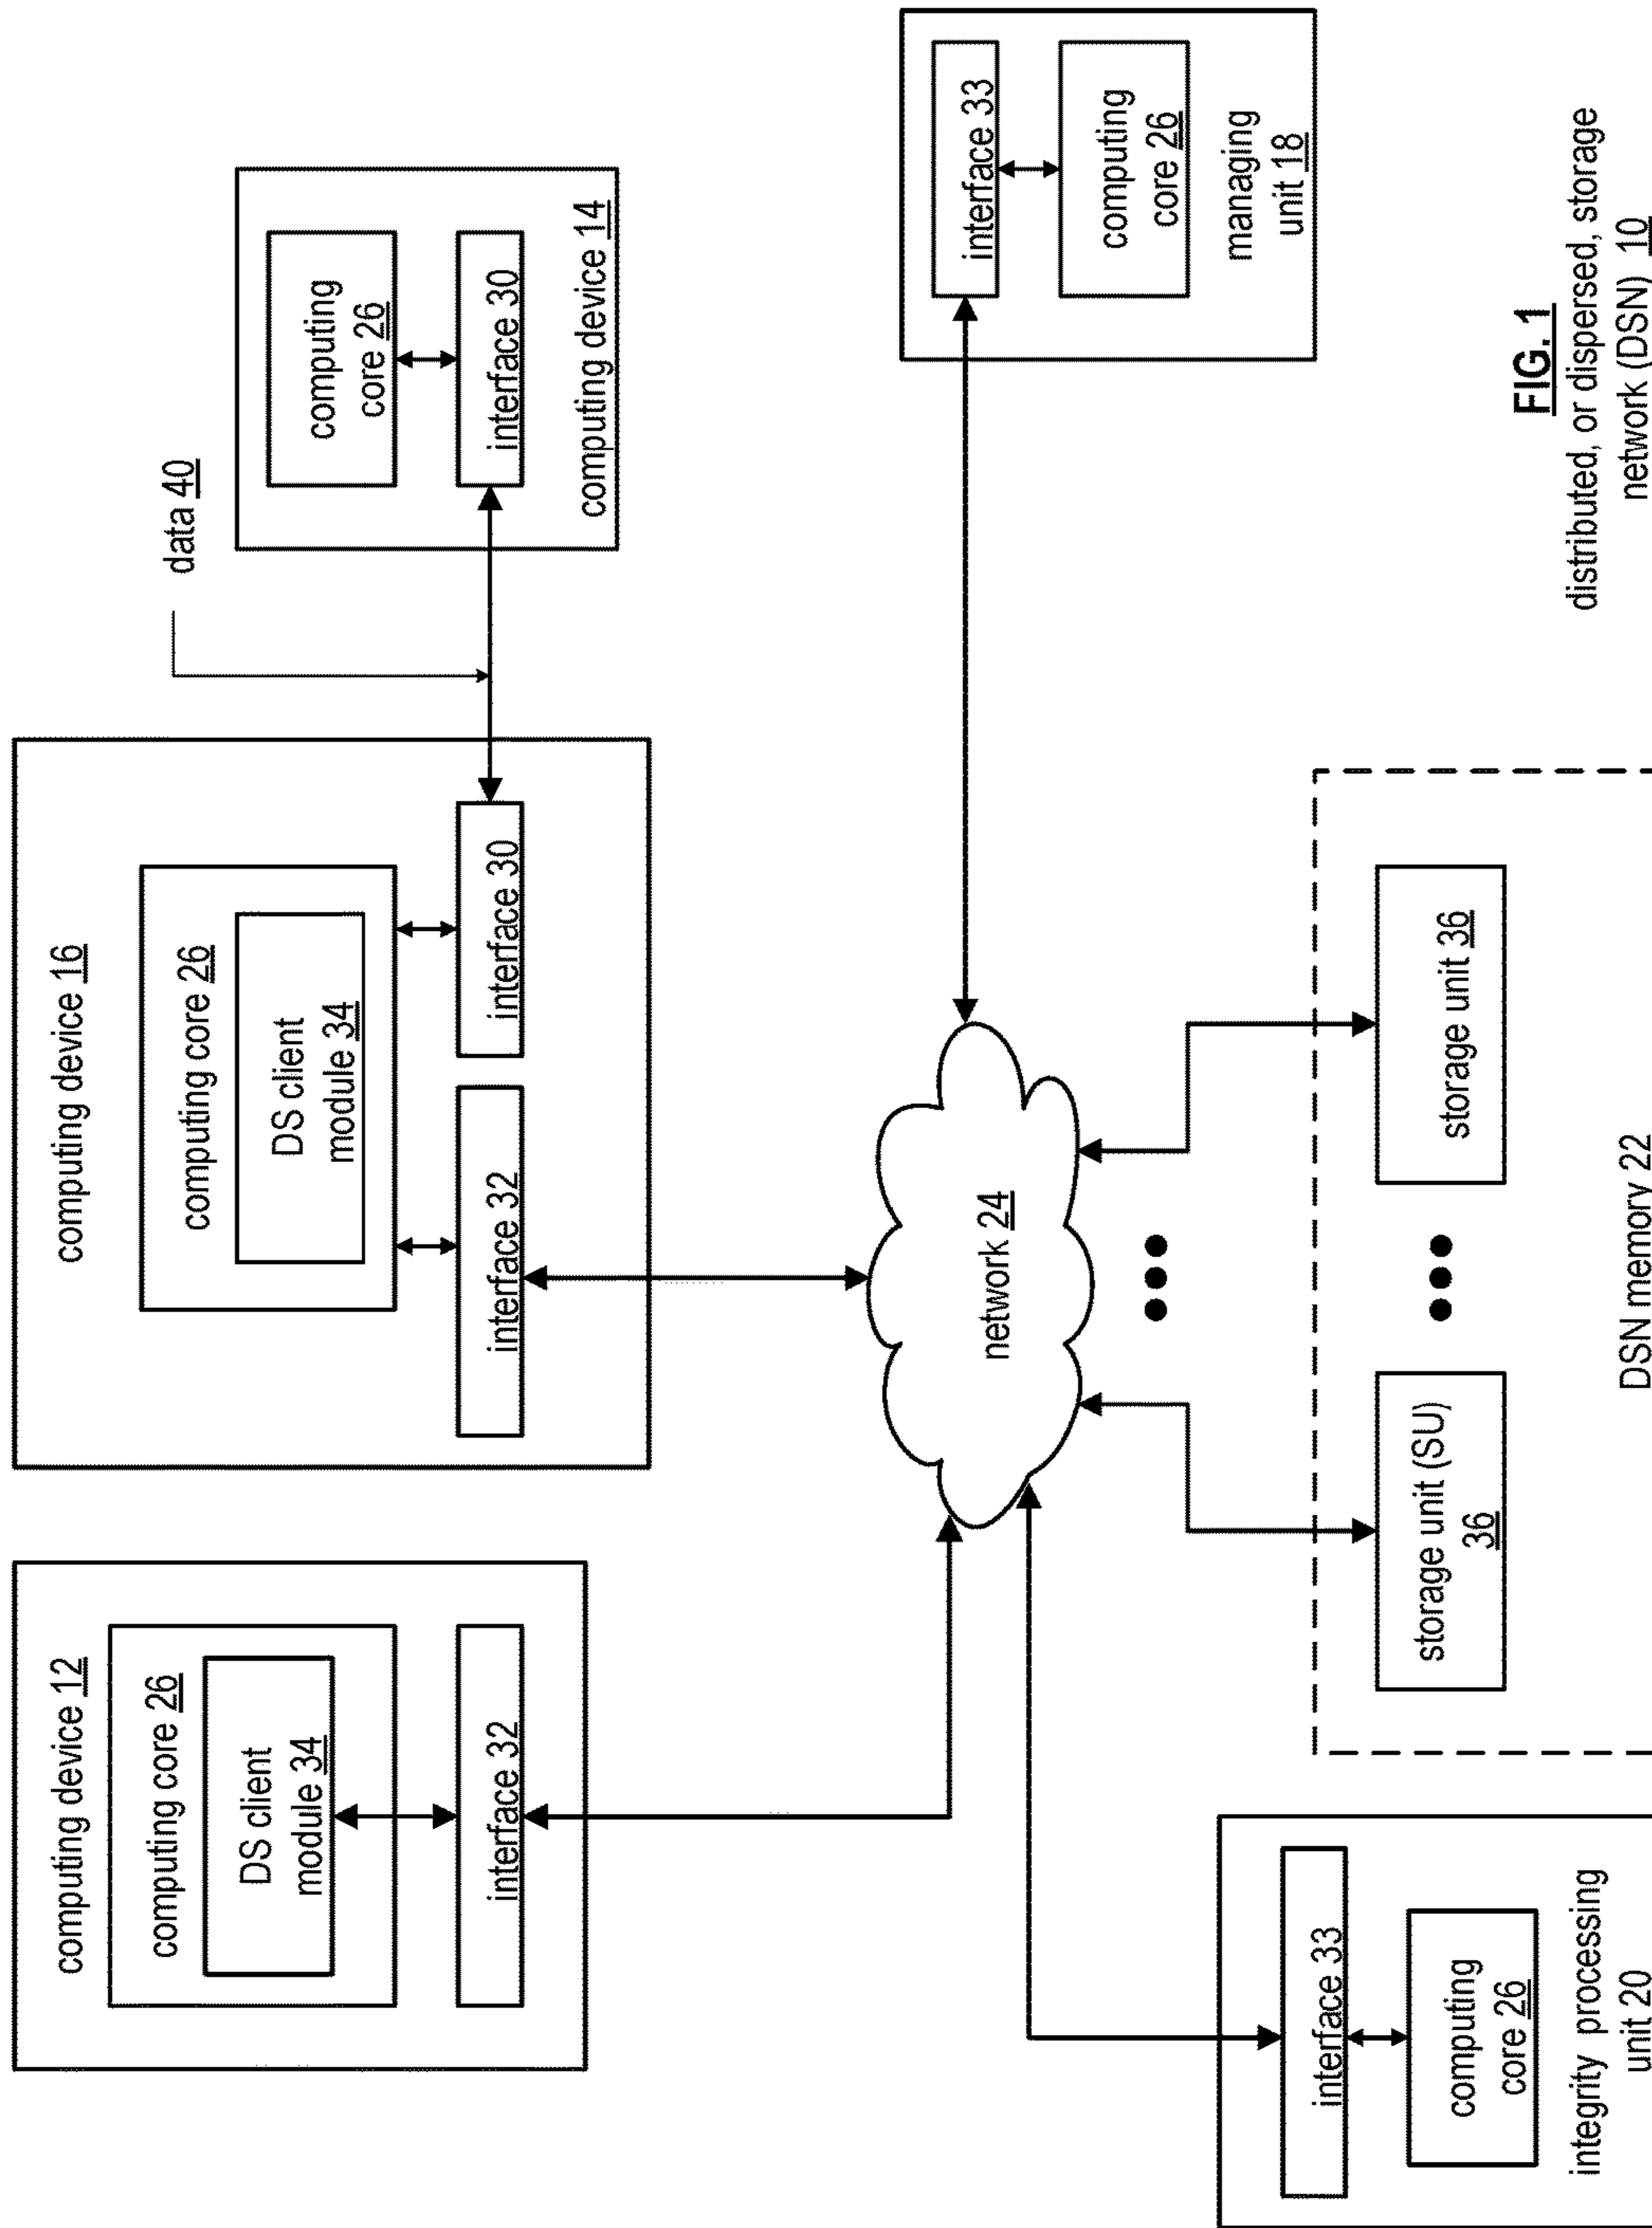 computing device 12
computing core 26
DS client
module 34
interface 32
computing device 16
computing core 26
DS client
module 34
interface 32
interface 30
data 40
computing
core 26
interface 30
computing device 14
network 24
interface 33
computing
core 26
managing
unit 18
interface 33
computing
core 26
integrity processing
unit 20
storage unit (SU)
36
storage unit 36
DSN memory 22
FIG. 1
distributed, or dispersed, storage
network (DSN) 10